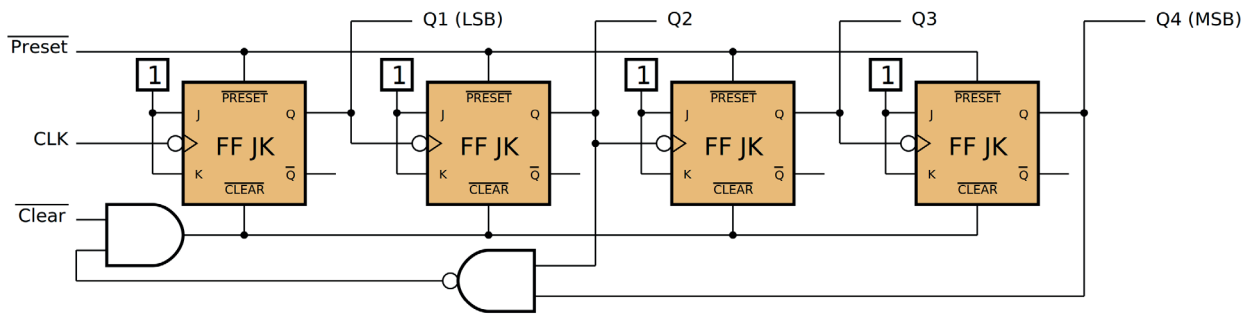 Q1 (LSB) Q2 Q3 Q4 (MSB)
Preset
1 1 1 1
PRESET PRESET PRESET PRESET
J Q J Q J Q J Q
CLK FF JK FF JK FF JK FF JK
K Q K Q K Q K Q
CLEAR CLEAR CLEAR CLEAR
Clear